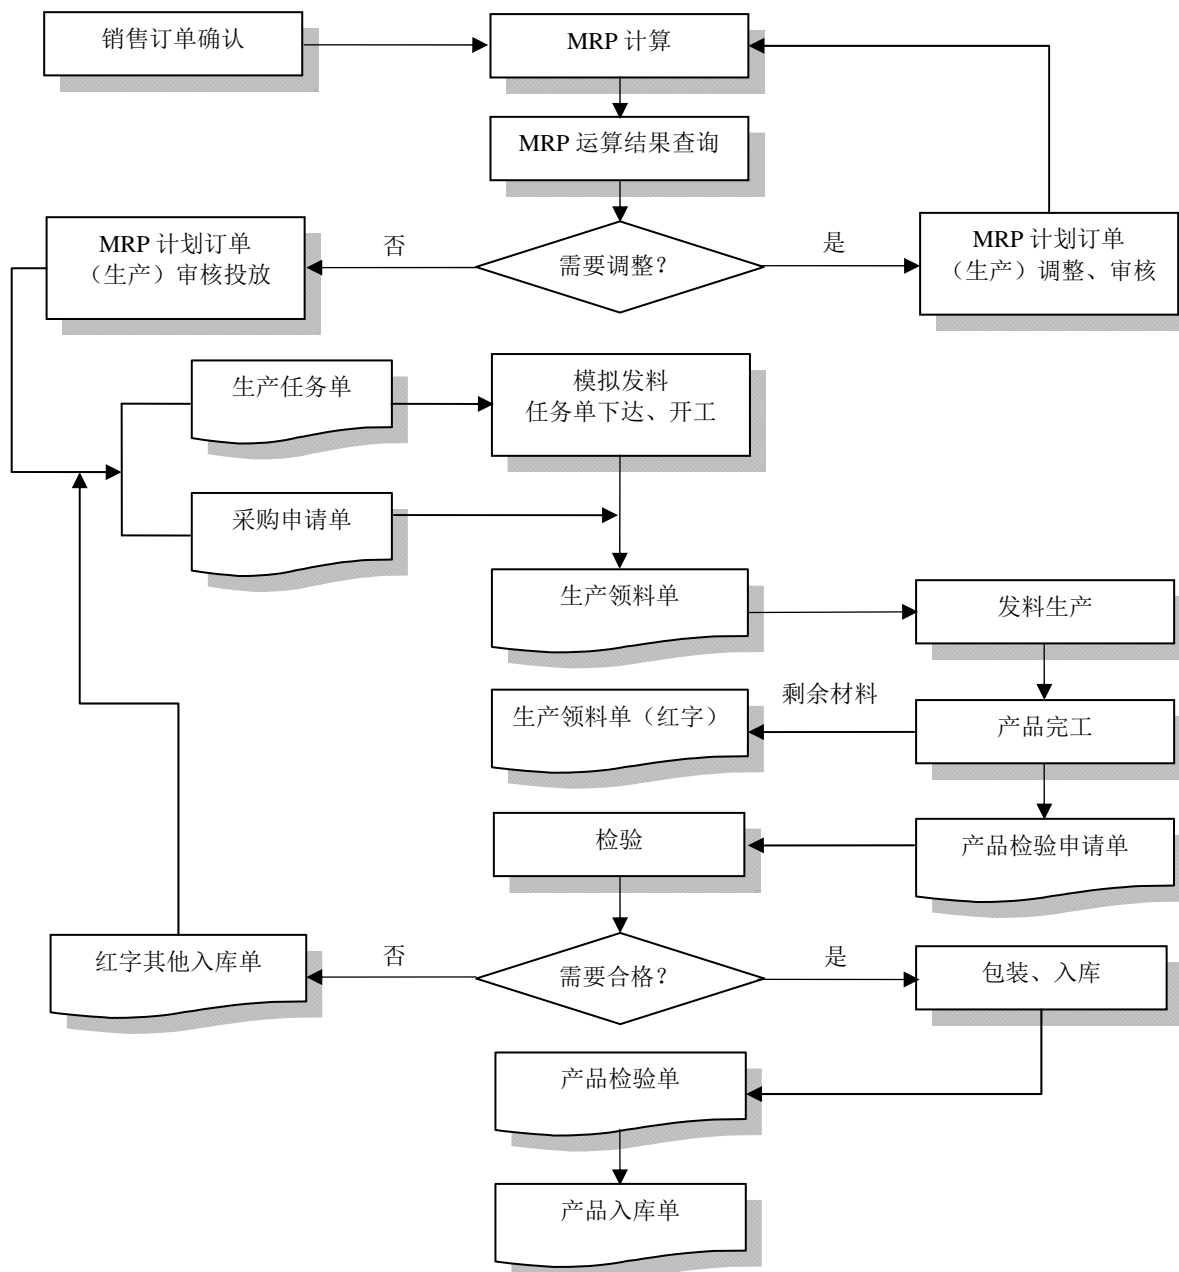 销售订单确认
MRP 计算
MRP 运算结果查询
MRP 计划订单
（生产）审核投放
否
需要调整？
是
MRP 计划订单
（生产）调整、审核
生产任务单
模拟发料
任务单下达、开工
采购申请单
生产领料单
发料生产
剩余材料
生产领料单（红字）
产品完工
检验
产品检验申请单
红字其他入库单
否
需要合格？
是
包装、入库
产品检验单
产品入库单